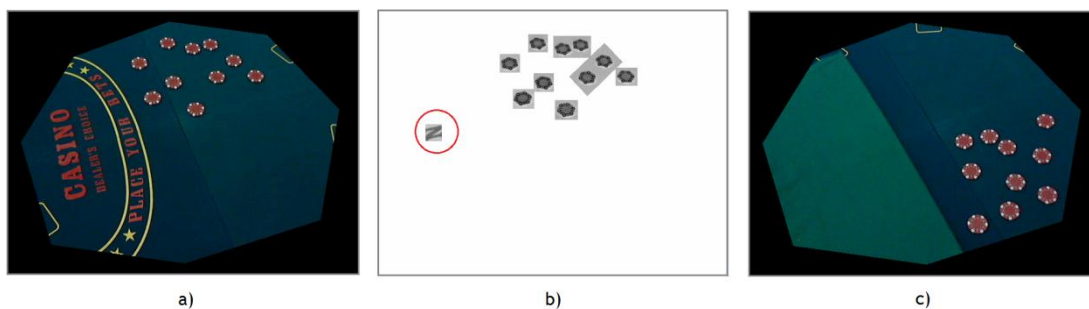 CASINO
DEALER'S CHOICE
PLACE YOUR BETS
a)
b)
c)